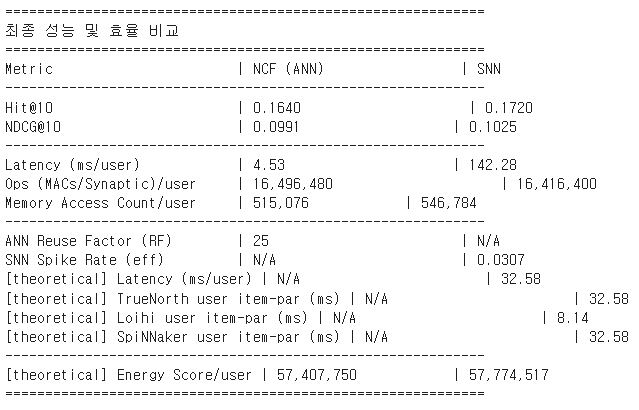 ================================================================
최종 성능 및 효율 비교
================================================================
Metric | NCF (ANN) | SNN
----------------------------------------------------------------
Hit@10 | 0.1640 | 0.1720
NDCG@10 | 0.0991 | 0.1025
----------------------------------------------------------------
Latency (ms/user) | 4.53 | 142.28
Ops (MACs/Synaptic)/user | 16,496,480 | 16,416,400
Memory Access Count/user | 515,076 | 546,784
----------------------------------------------------------------
ANN Reuse Factor (RF) | 25 | N/A
SNN Spike Rate (eff) | N/A | 0.0307
[theoretical] Latency (ms/user) | N/A | 32.58
[theoretical] TrueNorth user item-par (ms) | N/A | 32.58
[theoretical] Loihi user item-par (ms) | N/A | 8.14
[theoretical] SpiNNaker user item-par (ms) | N/A | 32.58
----------------------------------------------------------------
[theoretical] Energy Score/user | 57,407,750 | 57,774,517
================================================================